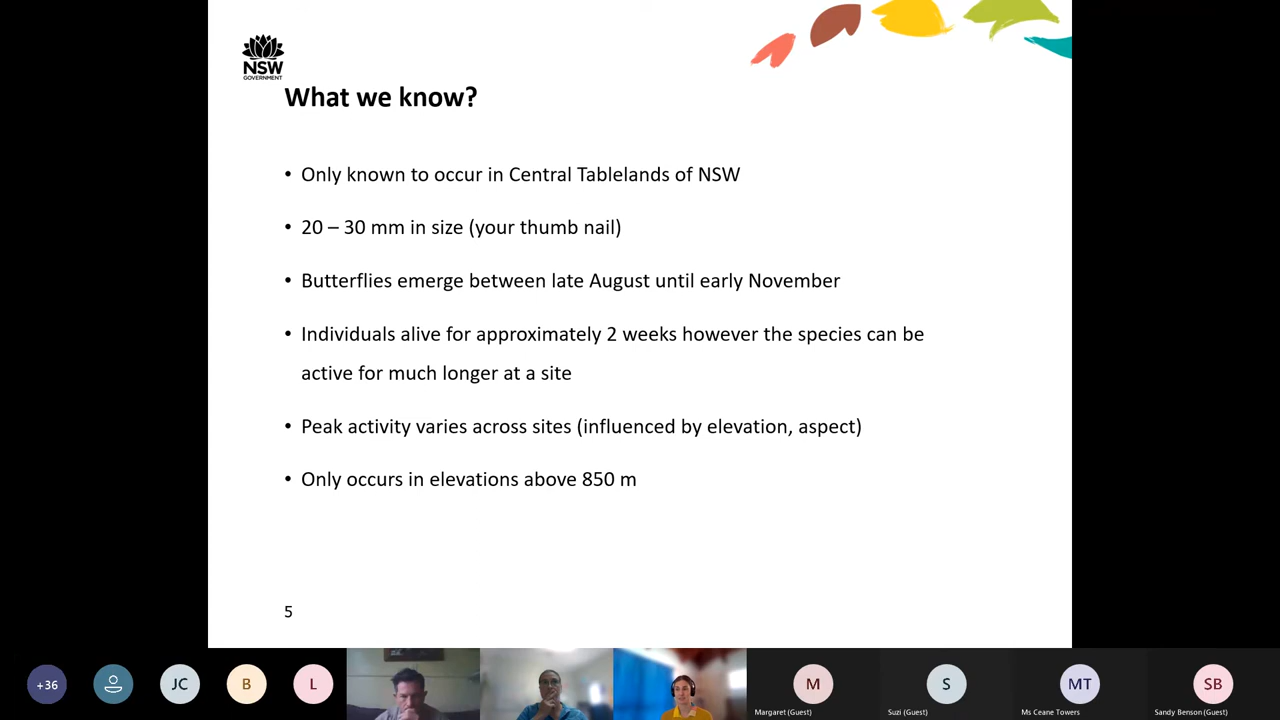 NSW
GOVERNMENT
What we know?
• Only known to occur in Central Tablelands of NSW
• 20 – 30 mm in size (your thumb nail)
• Butterflies emerge between late August until early November
• Individuals alive for approximately 2 weeks however the species can be
active for much longer at a site
• Peak activity varies across sites (influenced by elevation, aspect)
• Only occurs in elevations above 850 m
5
+36
JC
B
L
M
S
MT
SB
Margaret (Guest)
Suzi (Guest)
Ms Ceane Towers
Sandy Benson (Guest)